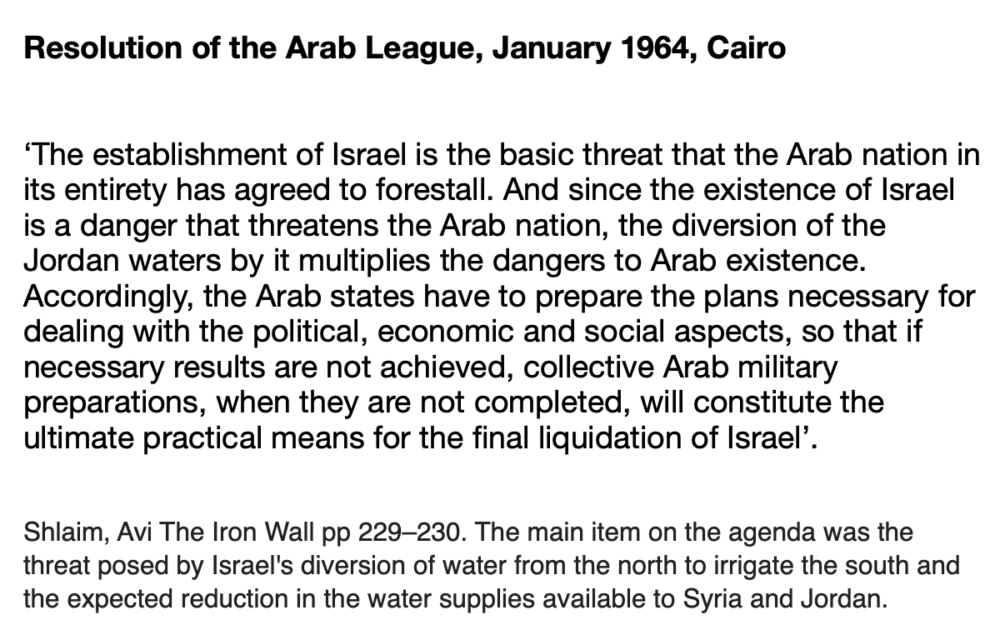 Resolution of the Arab League, January 1964, Cairo
‘The establishment of Israel is the basic threat that the Arab nation in
its entirety has agreed to forestall. And since the existence of Israel
is a danger that threatens the Arab nation, the diversion of the
Jordan waters by it multiplies the dangers to Arab existence.
Accordingly, the Arab states have to prepare the plans necessary for
dealing with the political, economic and social aspects, so that if
necessary results are not achieved, collective Arab military
preparations, when they are not completed, will constitute the
ultimate practical means for the final liquidation of Israel’.
Shlaim, Avi The Iron Wall pp 229–230. The main item on the agenda was the
threat posed by Israel's diversion of water from the north to irrigate the south and
the expected reduction in the water supplies available to Syria and Jordan.